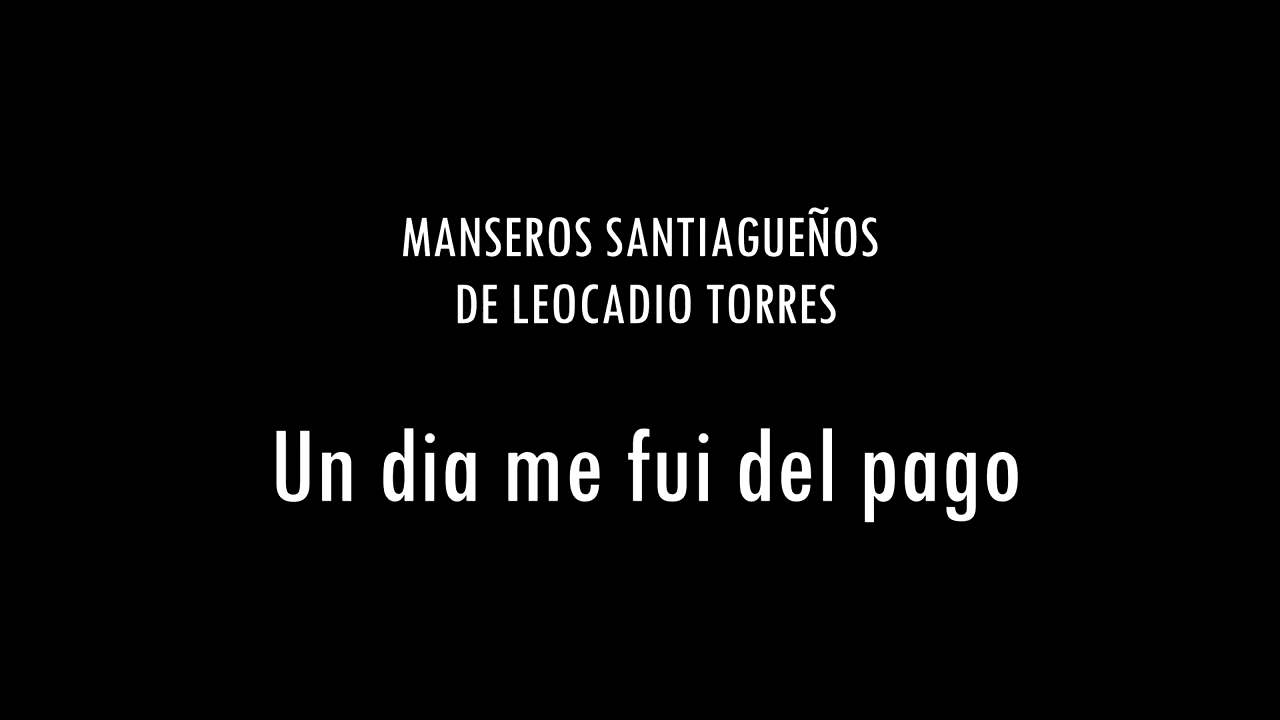 MANSEROS SANTIAGUEÑOS
DE LEOCADIO TORRES
Un dia me fui del pago